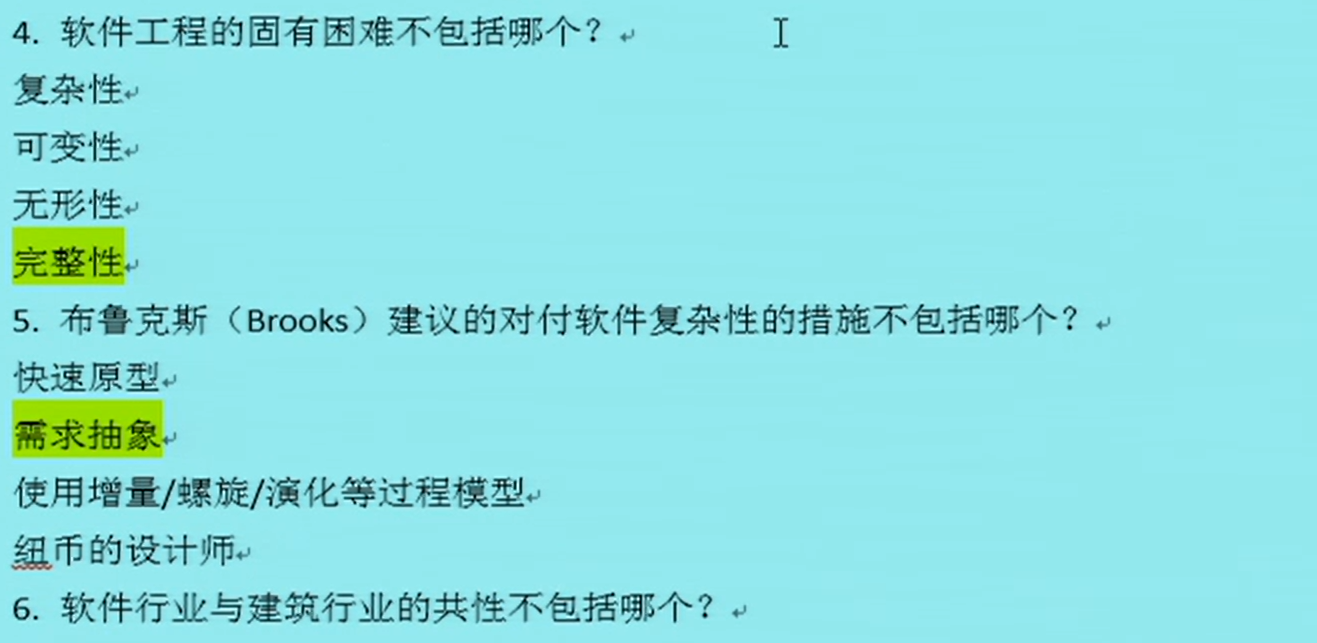 4. 软件工程的固有困难不包括哪个？
复杂性
可变性
无形性
完整性
5. 布鲁克斯（Brooks）建议的对付软件复杂性的措施不包括哪个？
快速原型
需求抽象
使用增量/螺旋/演化等过程模型
纽币的设计师
6. 软件行业与建筑行业的共性不包括哪个？